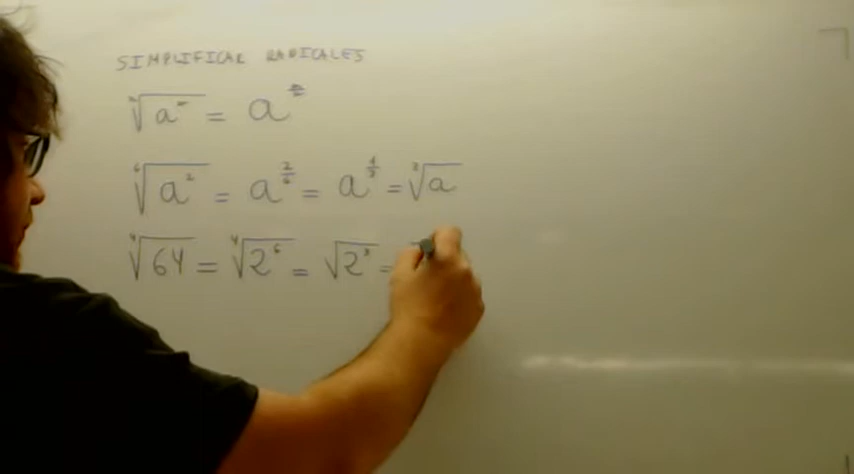 SIMPLIFICAR RADICALES
ⁿ√aᵐ = a^(m/n)
⁶√a² = a^(2/6) = a^(1/3) = ³√a
⁴√64 = ⁴√2⁶ = √2³ =